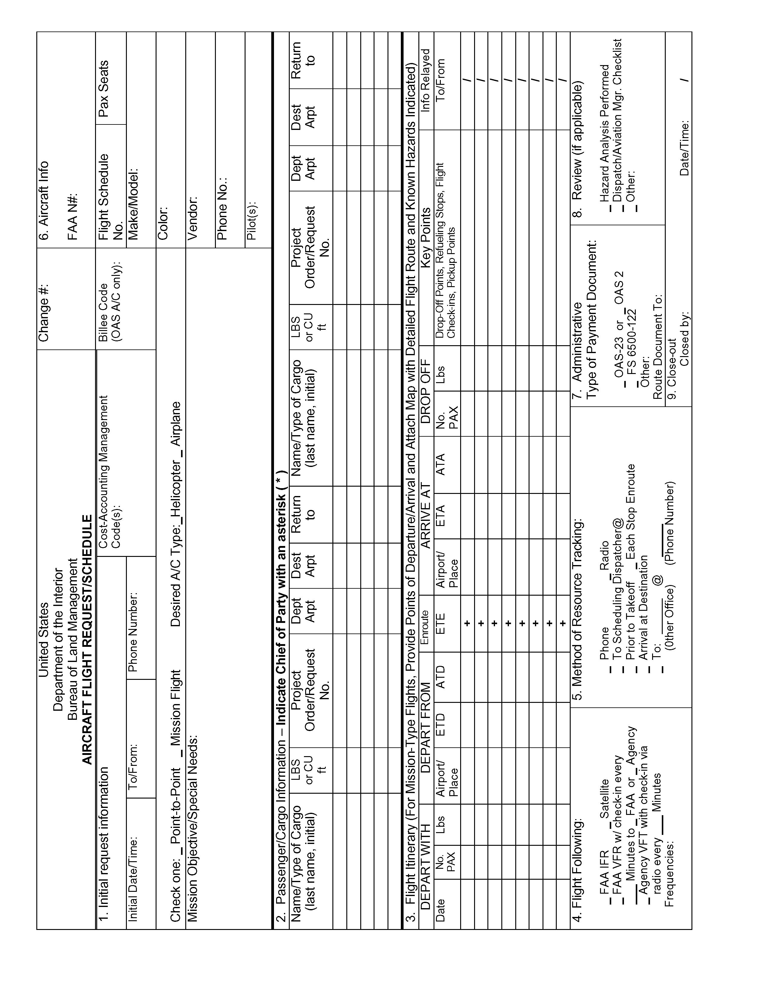 United States
Department of the Interior
Bureau of Land Management
AIRCRAFT FLIGHT REQUEST/SCHEDULE
Change #:
6. Aircraft Info
FAA N#:
1. Initial request information
Cost-Accounting Management
Code(s):
Billee Code
(OAS A/C only):
Flight Schedule
No.
Pax Seats
Initial Date/Time:
To/From:
Phone Number:
Make/Model:
Check one: _ Point-to-Point _ Mission Flight Desired A/C Type:_Helicopter _ Airplane
Color:
Mission Objective/Special Needs:
Vendor:
Phone No.:
Pilot(s):
2. Passenger/Cargo Information – Indicate Chief of Party with an asterisk ( * )
Name/Type of Cargo
(last name, initial)
LBS
or CU
ft
Project
Order/Request
No.
Dept
Arpt
Dest
Arpt
Return
to
Name/Type of Cargo
(last name, initial)
LBS
or CU
ft
Project
Order/Request
No.
Dept
Arpt
Dest
Arpt
Return
to
3. Flight Itinerary (For Mission-Type Flights, Provide Points of Departure/Arrival and Attach Map with Detailed Flight Route and Known Hazards Indicated)
DEPART WITH
DEPART FROM
Enroute
ARRIVE AT
DROP OFF
Key Points
Info Relayed
Date
No.
PAX
Lbs
Airport/
Place
ETD
ATD
ETE
Airport/
Place
ETA
ATA
No.
PAX
Lbs
Drop-Off Points, Refueling Stops, Flight
Check-ins, Pickup Points
To/From
+ /
+ /
+ /
+ /
+ /
+ /
+ /
+ /
4. Flight Following:
_ FAA IFR _ Satellite
_ FAA VFR w/ check-in every
__ Minutes to _ FAA or _ Agency
_ Agency VFT with check-in via
radio every ___ Minutes
Frequencies:
5. Method of Resource Tracking:
_ Phone _ Radio
_ To Scheduling Dispatcher@
_ Prior to Takeoff _ Each Stop Enroute
_ Arrival at Destination
_ To: _____ @ _____
(0ther Office) (Phone Number)
7. Administrative
Type of Payment Document:
_ OAS-23 or _ OAS 2
_ FS 6500-122
Other:
Route Document To:
8. Review (if applicable)
_ Hazard Analysis Performed
_ Dispatch/Aviation Mgr. Checklist
_ Other:
9. Close-out
Closed by: Date/Time: /